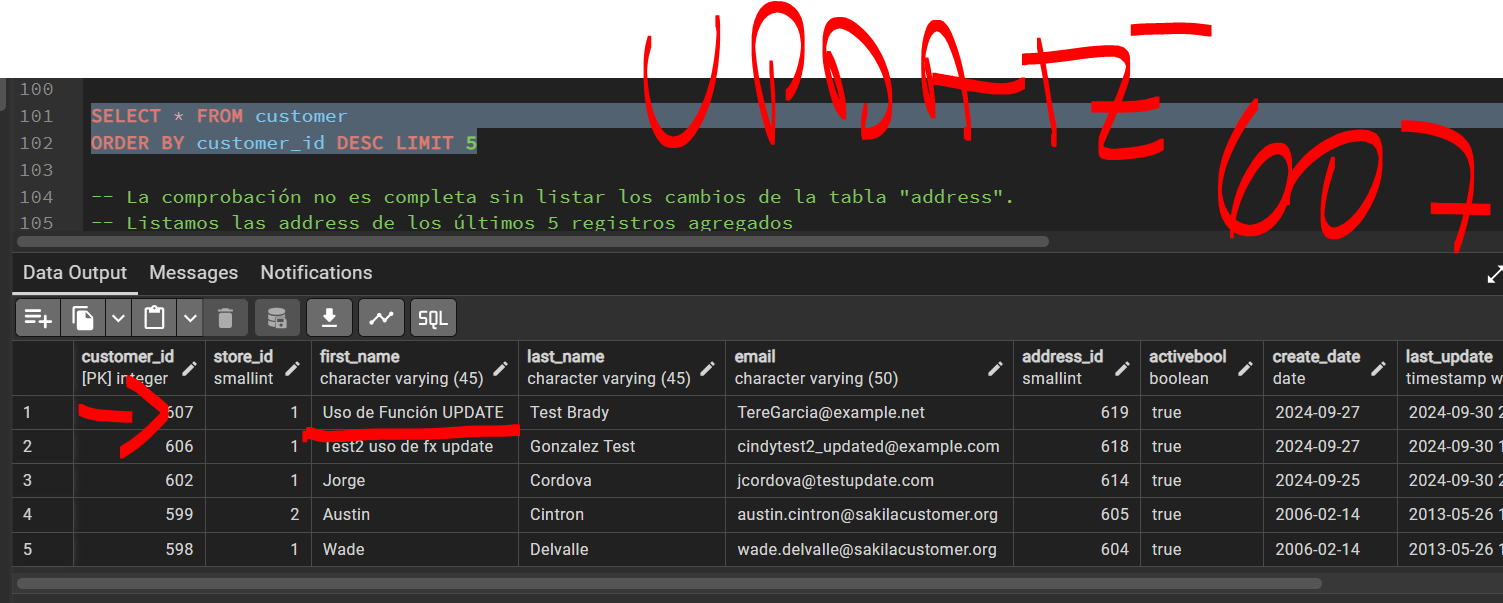 UPDATE
607
100
101 SELECT * FROM customer
102 ORDER BY customer_id DESC LIMIT 5
103
104 -- La comprobación no es completa sin listar los cambios de la tabla "address".
105 -- Listamos las address de los últimos 5 registros agregados
Data Output Messages Notifications
SQL
customer_id store_id first_name last_name email address_id activebool create_date last_update
[PK] integer smallint character varying (45) character varying (45) character varying (50) smallint boolean date timestamp w
1 607 1 Uso de Función UPDATE Test Brady TereGarcia@example.net 619 true 2024-09-27 2024-09-30 2
2 606 1 Test2 uso de fx update Gonzalez Test cindytest2_updated@example.com 618 true 2024-09-27 2024-09-30 1
3 602 1 Jorge Cordova jcordova@testupdate.com 614 true 2024-09-25 2024-09-30 2
4 599 2 Austin Cintron austin.cintron@sakilacustomer.org 605 true 2006-02-14 2013-05-26 1
5 598 1 Wade Delvalle wade.delvalle@sakilacustomer.org 604 true 2006-02-14 2013-05-26 1